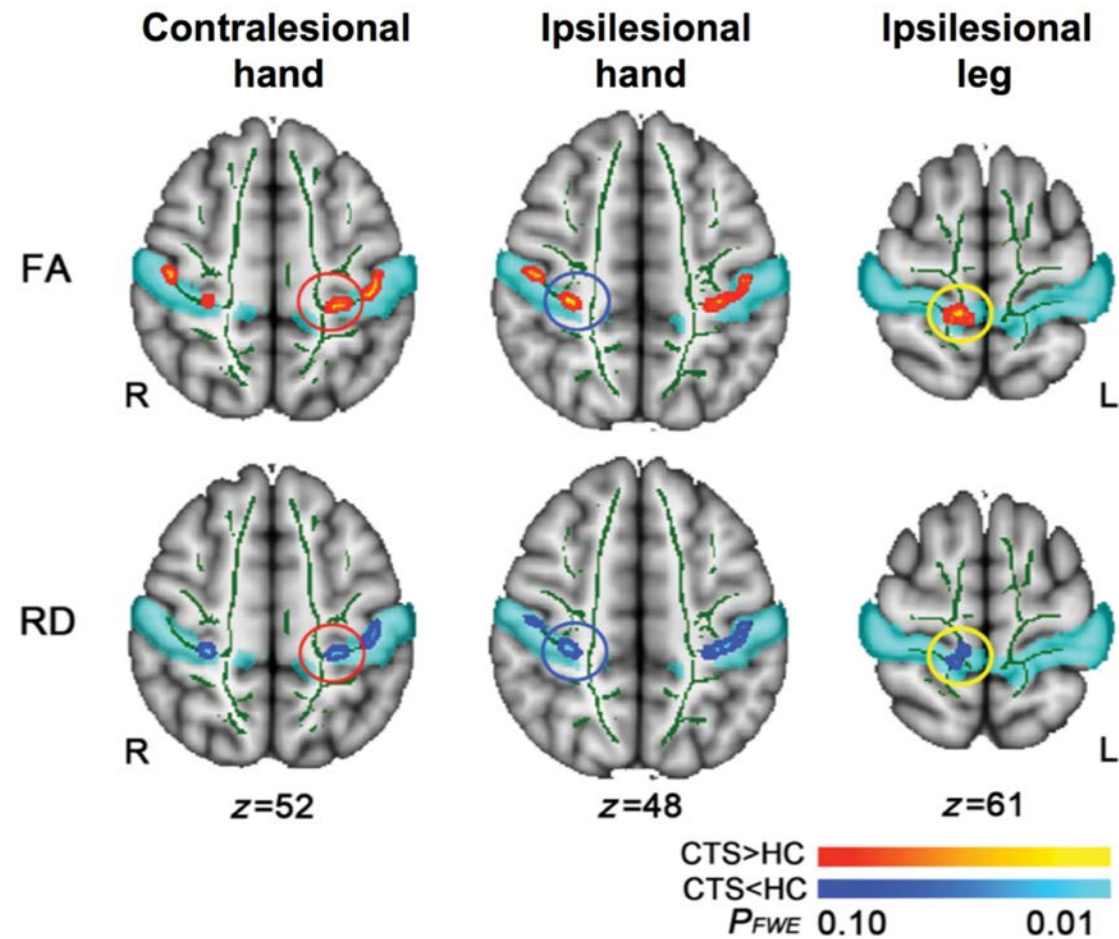 Contralesional
hand
Ipsilesional
hand
Ipsilesional
leg
FA
R
L
RD
R
L
z=52
z=48
z=61
CTS>HC
CTS<HC
PFWE 0.10 0.01